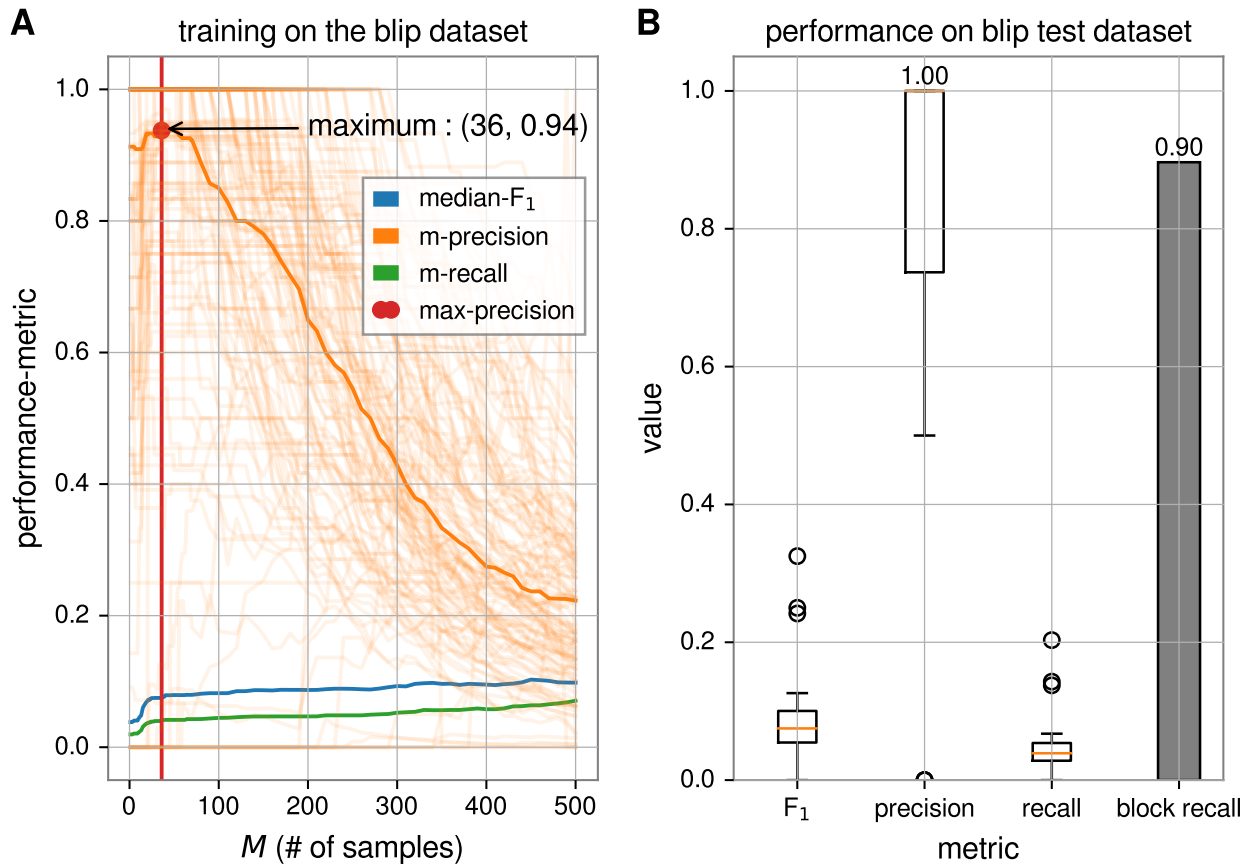 A
training on the blip dataset
performance-metric
1.0
0.8
0.6
0.4
0.2
0.0
maximum : (36, 0.94)
median-F₁
m-precision
m-recall
max-precision
0
100
200
300
400
500
M (# of samples)
B
performance on blip test dataset
value
1.0
0.8
0.6
0.4
0.2
0.0
1.00
0.90
F₁
precision
recall
block recall
metric